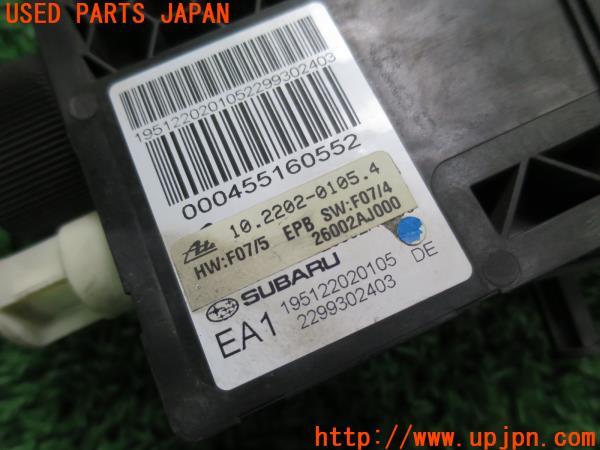 USED PARTS JAPAN
1951220201052299302403
000455160552
10.2202-0105.4
HW:F07/5 EPB SW:F07/4
26002AJ000
SUBARU
EA1 195122020105 DE
2299302403
http://www.upjpn.com